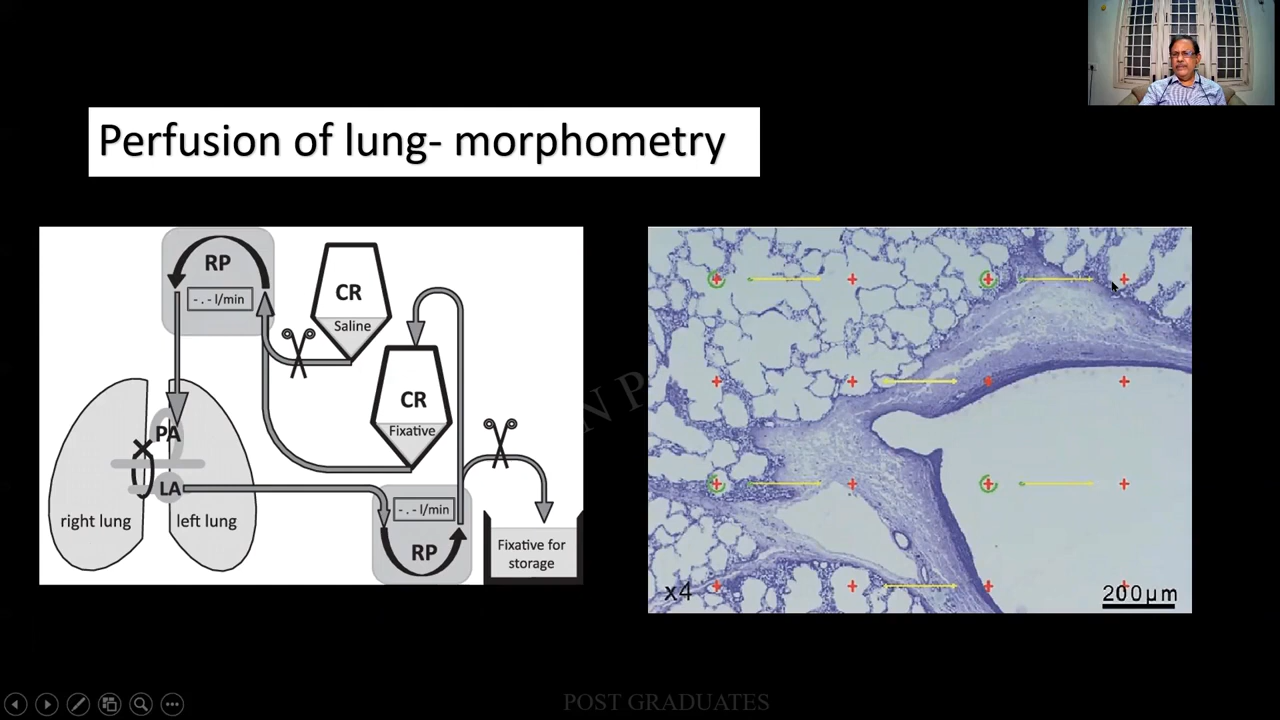 Perfusion of lung- morphometry
RP
- . - l/min
CR
Saline
CR
Fixative
PA
LA
right lung
left lung
- . - l/min
RP
Fixative for
storage
N P
x4
200μm
POST GRADUATES